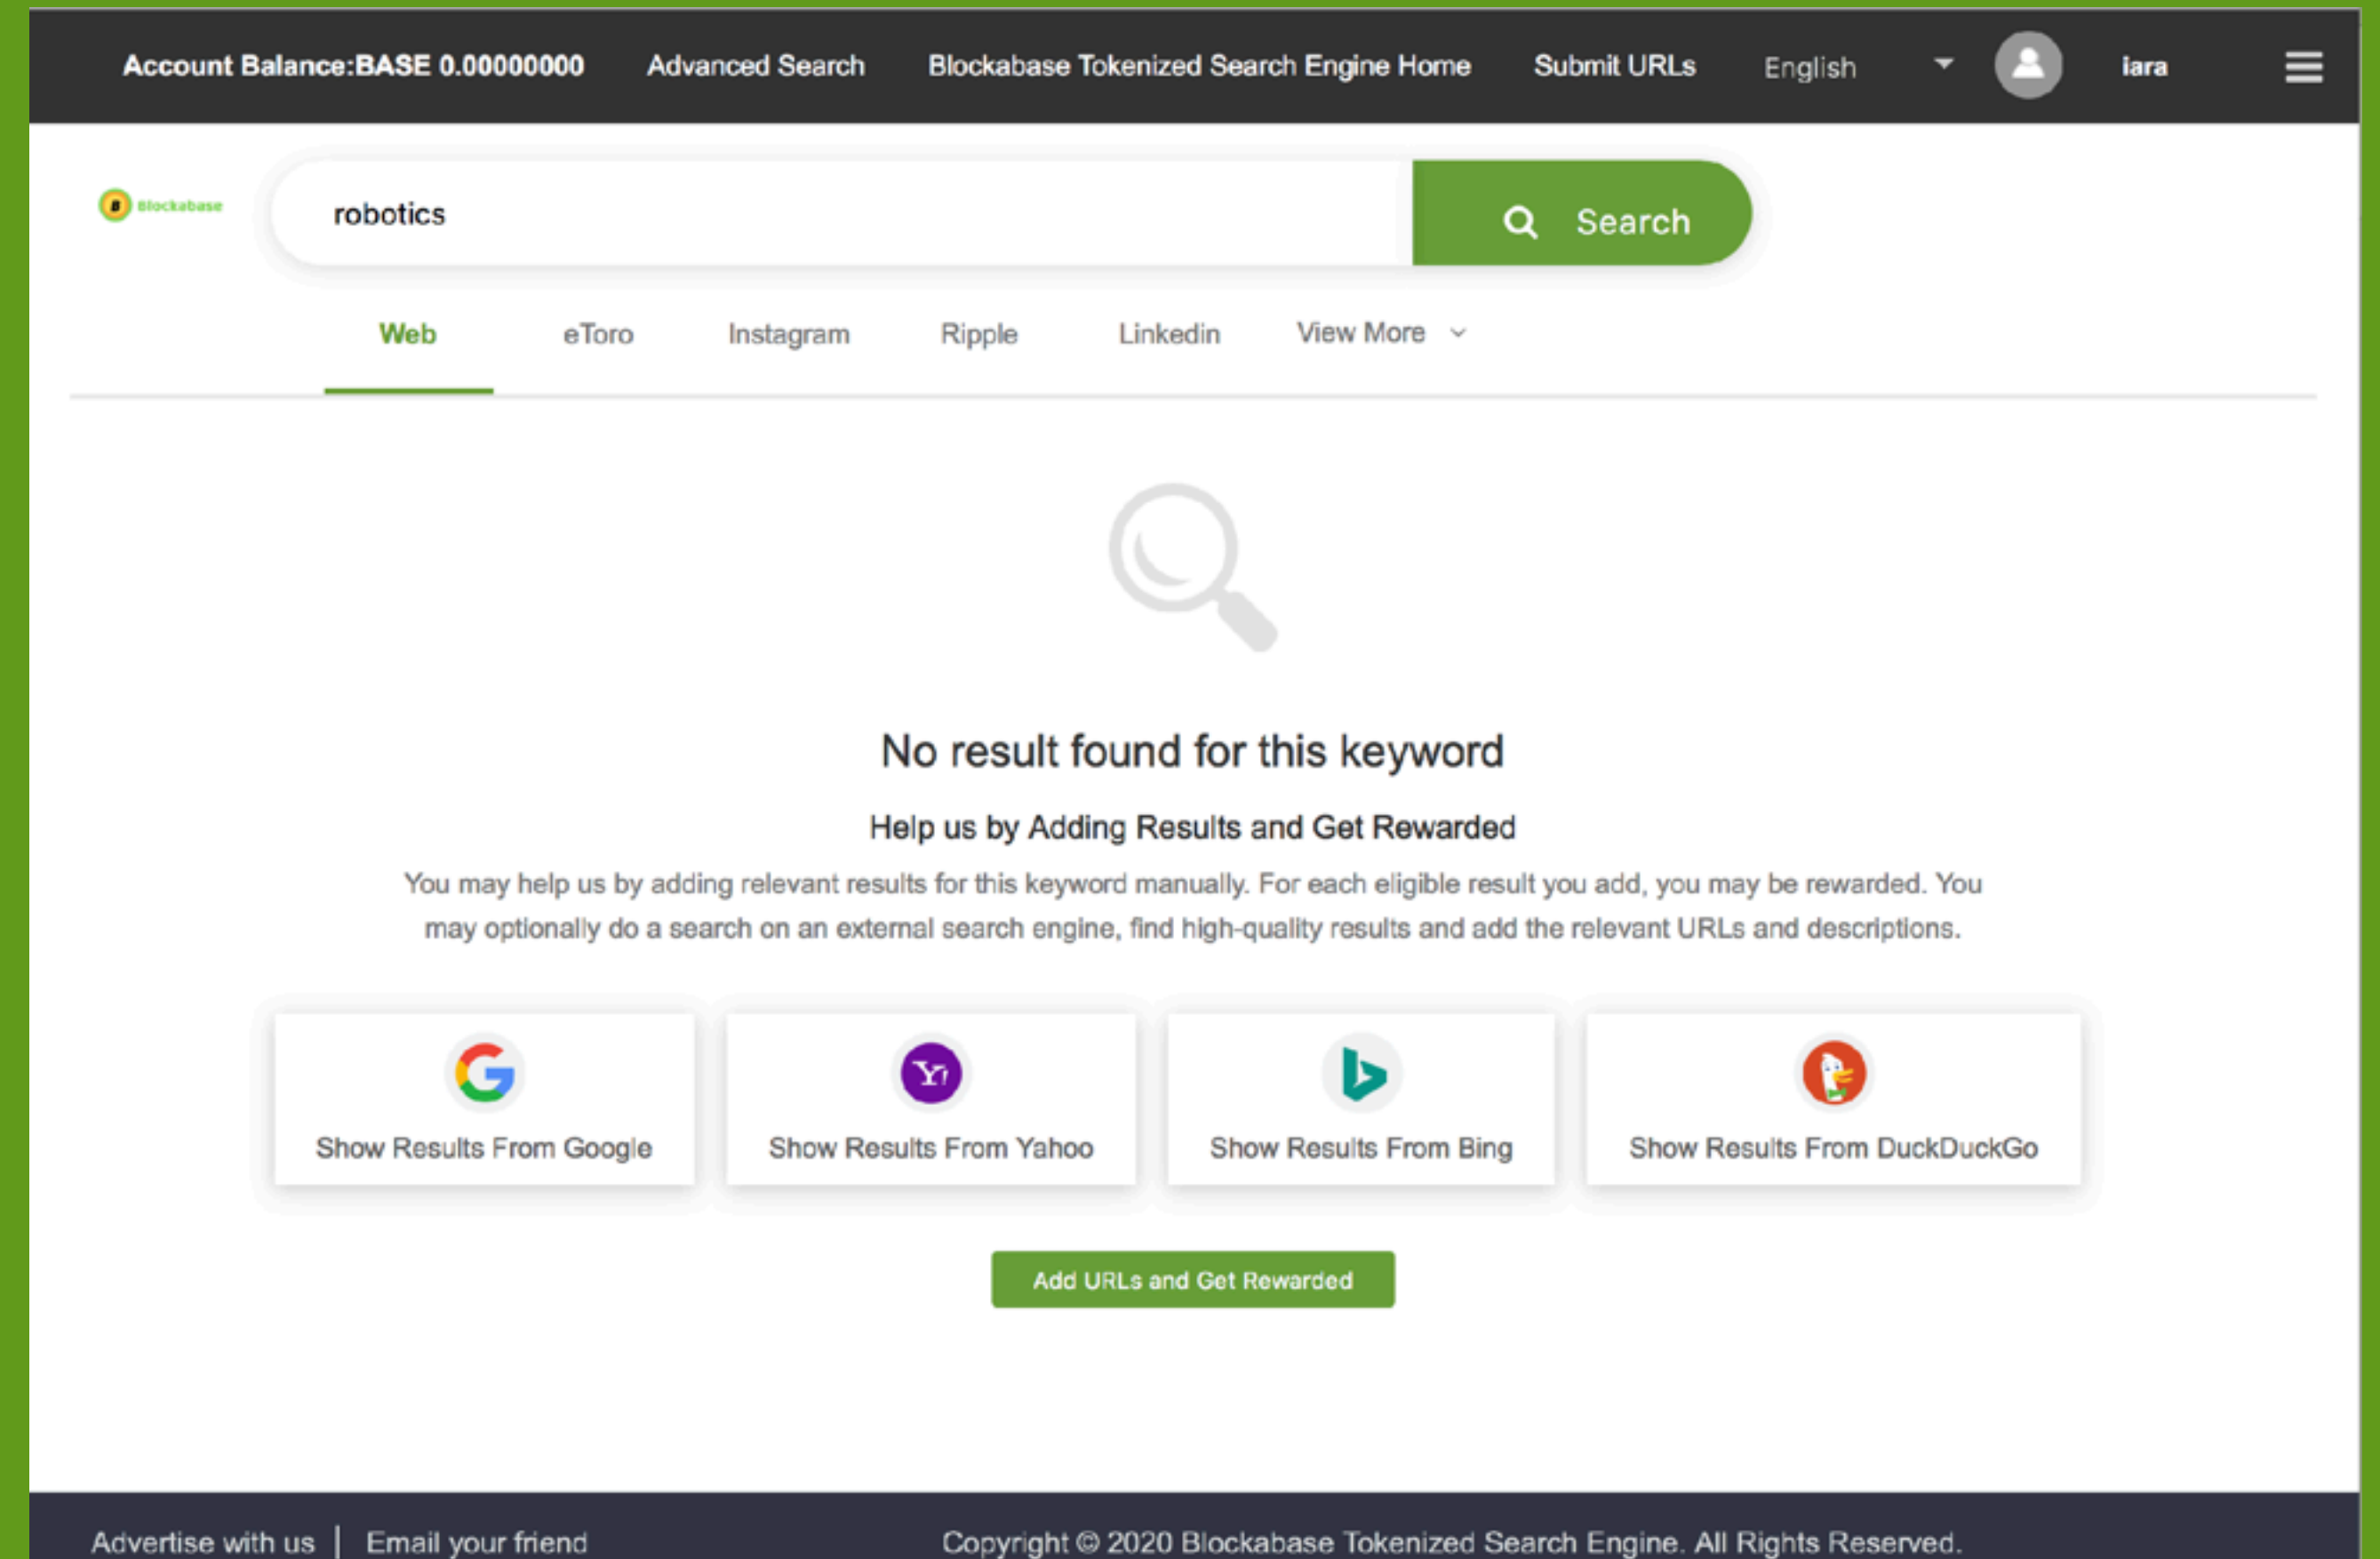 Account Balance:BASE 0.00000000 Advanced Search Blockabase Tokenized Search Engine Home Submit URLs English iara
Blockabase
robotics
Search
Web eToro Instagram Ripple Linkedin View More
No result found for this keyword
Help us by Adding Results and Get Rewarded
You may help us by adding relevant results for this keyword manually. For each eligible result you add, you may be rewarded. You
may optionally do a search on an external search engine, find high-quality results and add the relevant URLs and descriptions.
Show Results From Google Show Results From Yahoo Show Results From Bing Show Results From DuckDuckGo
Add URLs and Get Rewarded
Advertise with us | Email your friend Copyright © 2020 Blockabase Tokenized Search Engine. All Rights Reserved.